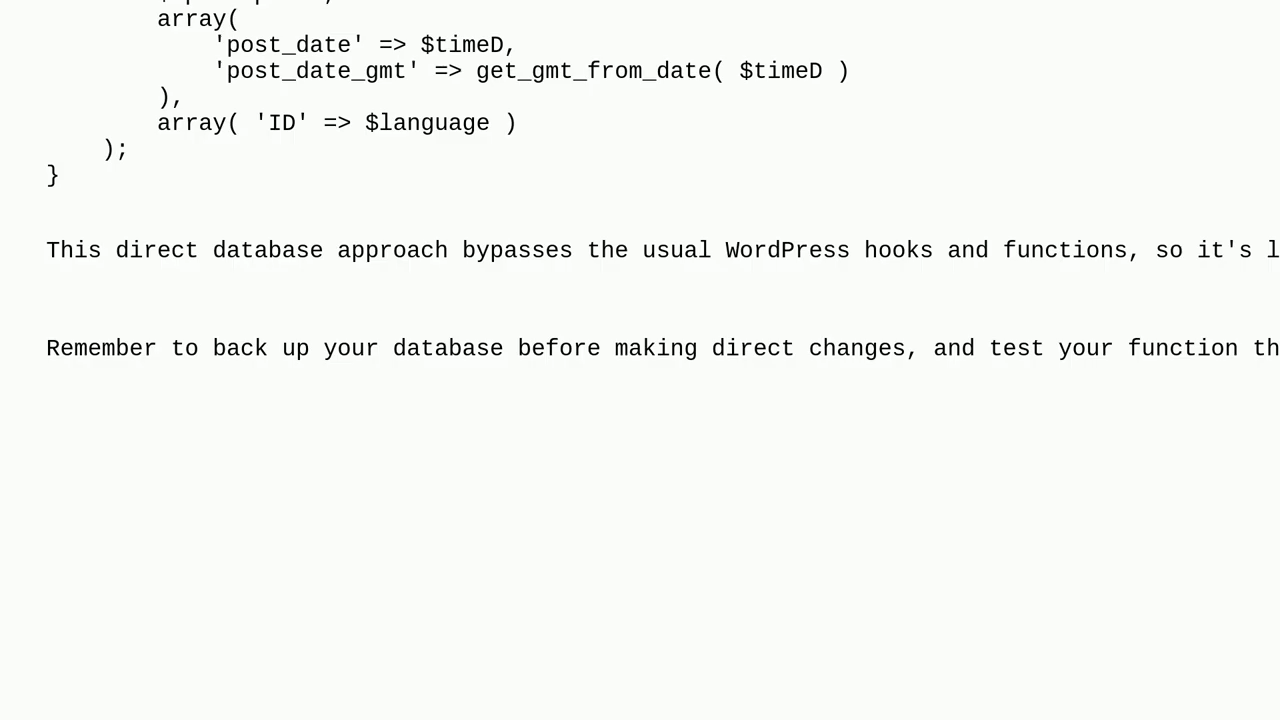 array(
'post_date' => $timeD,
'post_date_gmt' => get_gmt_from_date( $timeD )
),
array( 'ID' => $language )
);
}
This direct database approach bypasses the usual WordPress hooks and functions, so it's l
Remember to back up your database before making direct changes, and test your function th